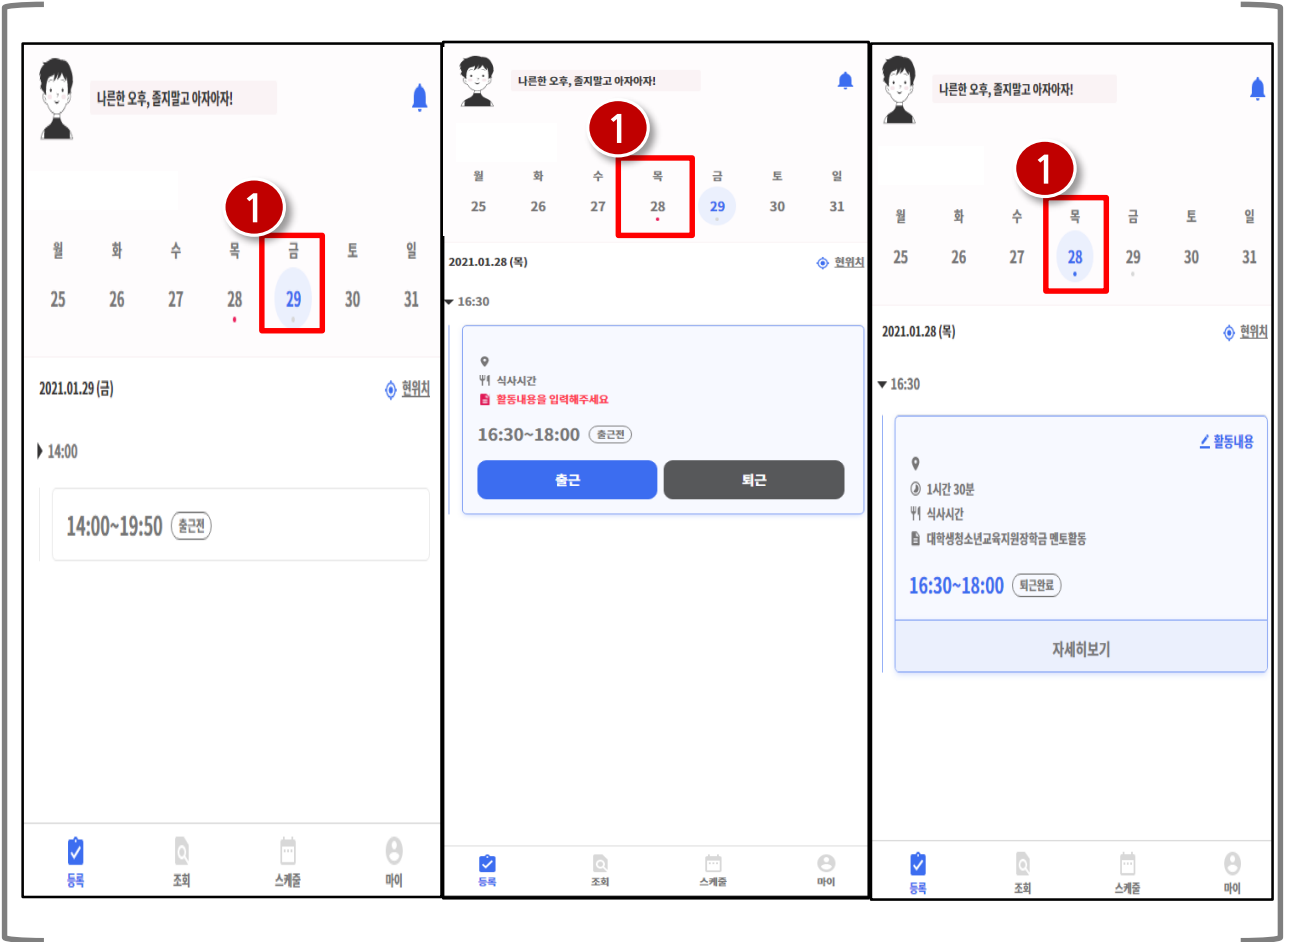 나른한 오후, 졸지말고 아자아자!
1
월 화 수 목 금 토 일
25 26 27 28 29 30 31
2021.01.29 (금) 현위치
14:00
14:00~19:50 출근전
등록 조회 스케줄 마이
나른한 오후, 졸지말고 아자아자!
1
월 화 수 목 금 토 일
25 26 27 28 29 30 31
2021.01.28 (목) 현위치
16:30
식사시간
활동내용을 입력해주세요
16:30~18:00 출근전
출근 퇴근
등록 조회 스케줄 마이
나른한 오후, 졸지말고 아자아자!
1
월 화 수 목 금 토 일
25 26 27 28 29 30 31
2021.01.28 (목) 현위치
16:30
활동내용
1시간 30분
식사시간
대학생청소년교육지원장학금 멘토활동
16:30~18:00 퇴근완료
자세히보기
등록 조회 스케줄 마이